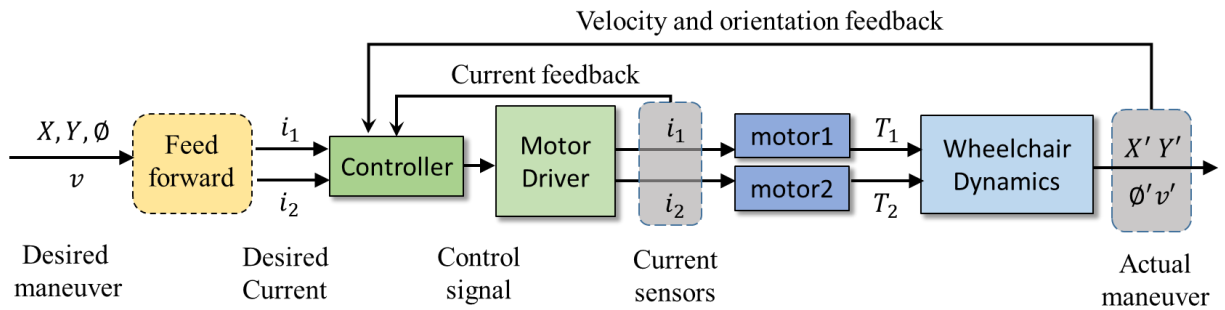 Velocity and orientation feedback
Current feedback
X, Y, ∅
v
Feed
forward
i₁
i₂
Controller
Motor
Driver
i₁
i₂
motor1
motor2
T₁
T₂
Wheelchair
Dynamics
X′ Y′
∅′v′
Desired
maneuver
Desired
Current
Control
signal
Current
sensors
Actual
maneuver